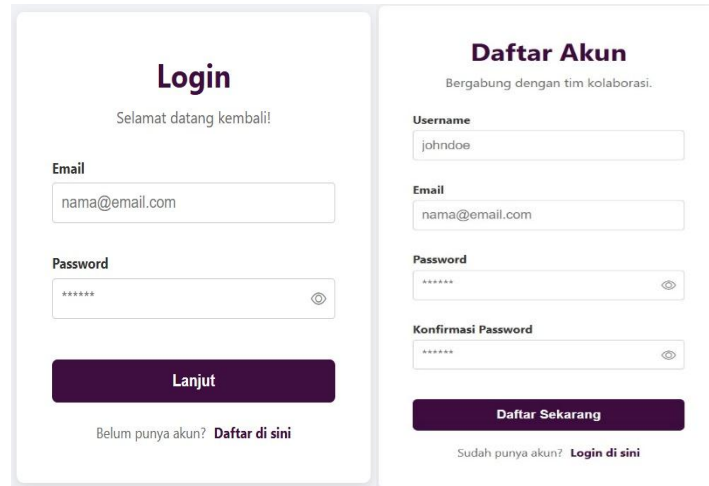 Login
Selamat datang kembali!
Email
nama@email.com
Password
******
Lanjut
Belum punya akun? Daftar di sini
Daftar Akun
Bergabung dengan tim kolaborasi.
Username
johndoe
Email
nama@email.com
Password
******
Konfirmasi Password
******
Daftar Sekarang
Sudah punya akun? Login di sini